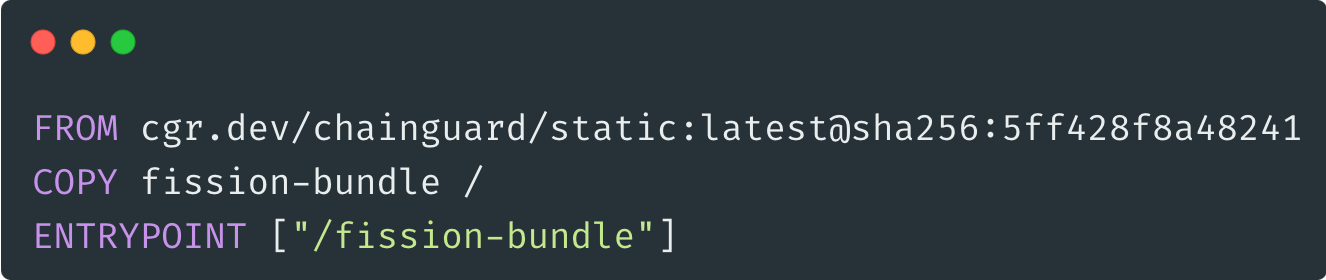 FROM cgr.dev/chainguard/static:latest@sha256:5ff428f8a48241
COPY fission-bundle /
ENTRYPOINT ["/fission-bundle"]